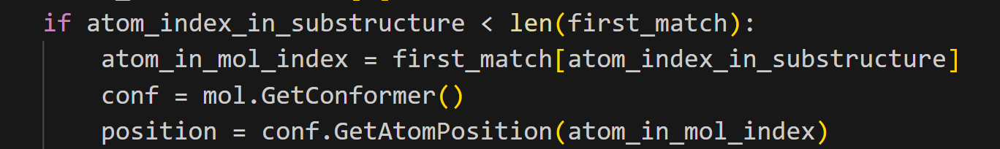 if atom_index_in_substructure < len(first_match):
    atom_in_mol_index = first_match[atom_index_in_substructure]
    conf = mol.GetConformer()
    position = conf.GetAtomPosition(atom_in_mol_index)